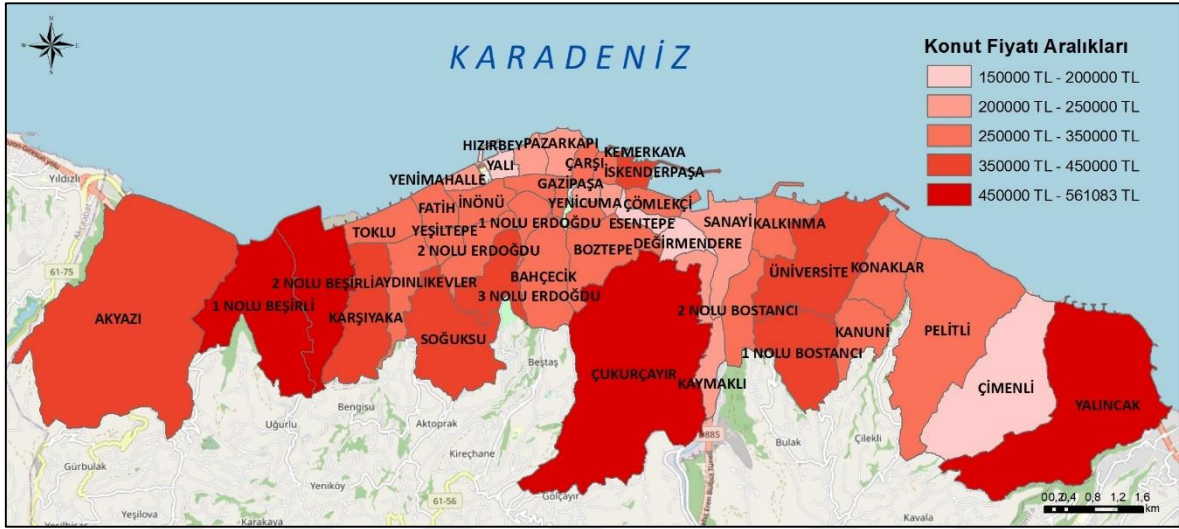 N
W E
S
KARADENİZ
Konut Fiyatı Aralıkları
150000 TL - 200000 TL
200000 TL - 250000 TL
250000 TL - 350000 TL
350000 TL - 450000 TL
450000 TL - 561083 TL
Yıldızlı
Akçaabat
61-75
HIZIRBEY
PAZARKAPI
KEMERKAYA
YALI
ÇARŞI
İSKENDERPAŞA
YENİMAHALLE
GAZİPAŞA
FATİH
İNÖNÜ
YENİCUMA
ÇÖMLEKÇİ
TOKLU
YEŞİLTEPE
1 NOLU ERDOĞDU
ESENTEPE
SANAYİ
KALKINMA
2 NOLU ERDOĞDU
BOZTEPE
DEĞİRMENDERE
2 NOLU BEŞİRLİ
AYDINLIKEVLER
BAHÇECİK
ÜNİVERSİTE
KONAKLAR
1 NOLU BEŞİRLİ
3 NOLU ERDOĞDU
AKYAZI
KARŞIYAKA
2 NOLU BOSTANCI
SOĞUKSU
KANUNİ
PELİTLİ
1 NOLU BOSTANCI
Beştaş
ÇUKURÇAYIR
KAYMAKLI
ÇİMENLİ
YALINCAK
Bengisu
Uğurlu
Aktoprak
Kireçhane
D885
Bulak
Çilekli
Gürbulak
Yeniköy
61-56
Gölçayır
Yeşilova
Karakaya
Kavala
00,20,4 0,8 1,2 1,6
km